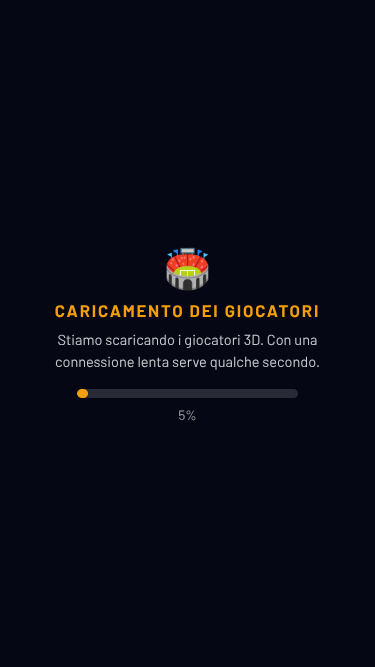 CARICAMENTO DEI GIOCATORI
Stiamo scaricando i giocatori 3D. Con una
connessione lenta serve qualche secondo.
5%